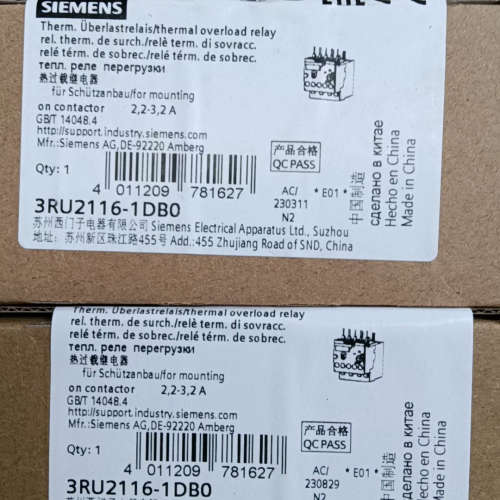 SIEMENS
Therm. Überlastrelais/thermal overload relay
rel. therm. de surch./relè term. di sovracc.
relé térm. de sobrec./relé térm. de sobrec.
тепл. реле перегрузки
热过载继电器
für Schützanbau/for mounting
on contactor 2,2-3,2 A
GB/T 14048.4
http://support.industry.siemens.com
Mfr.:Siemens AG,DE-92220 Amberg
产品合格
QC PASS
Qty: 1
4 011209 781627
AC/
230311
N2
* E01 *
中国制造
сделано в китае
Hecho en China
Made in China
3RU2116-1DB0
苏州西门子电器有限公司 Siemens Electrical Apparatus Ltd., Suzhou
地址: 苏州新区珠江路455号 Add.:455 Zhujiang Road of SND, China
Therm. Überlastrelais/thermal overload relay
rel. therm. de surch./relè term. di sovracc.
relé térm. de sobrec./relé térm. de sobrec.
тепл. реле перегрузки
热过载继电器
für Schützanbau/for mounting
on contactor 2,2-3,2 A
GB/T 14048.4
http://support.industry.siemens.com
Mfr.:Siemens AG,DE-92220 Amberg
产品合格
QC PASS
Qty: 1
4 011209 781627
AC/
230829
N2
* E01 *
中国制造
сделано в китае
Hecho en China
Made in China
3RU2116-1DB0